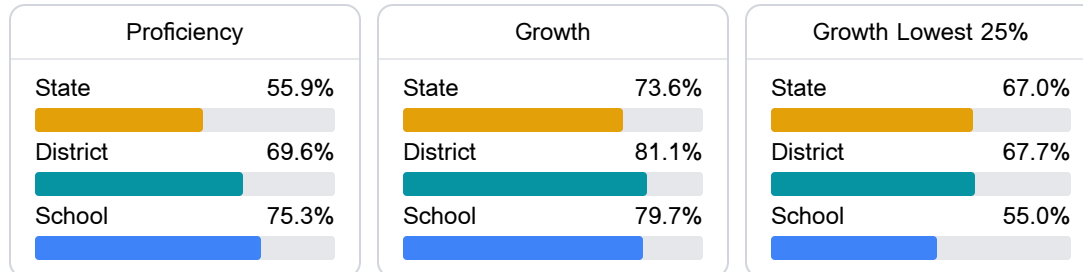 Proficiency
State 55.9%
District 69.6%
School 75.3%
Growth
State 73.6%
District 81.1%
School 79.7%
Growth Lowest 25%
State 67.0%
District 67.7%
School 55.0%